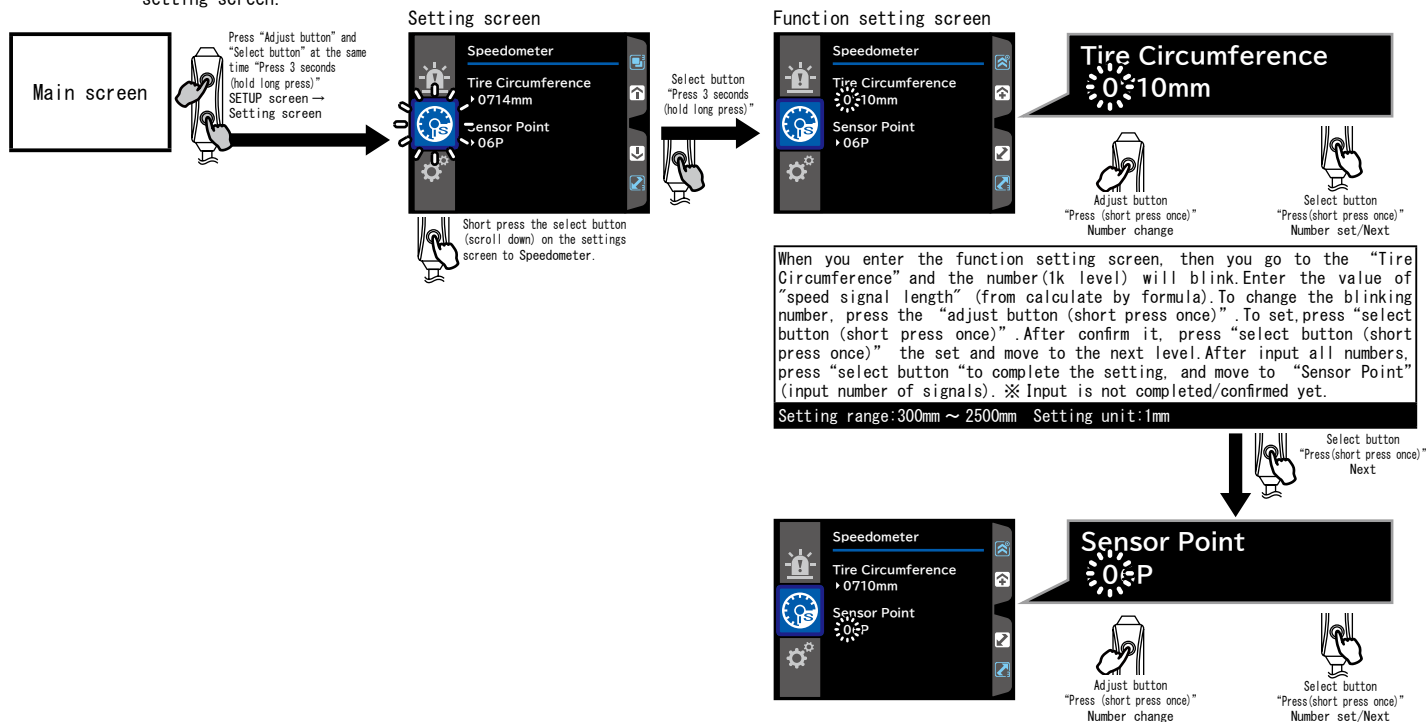 setting screen.
Setting screen
Function setting screen
Main screen
Press “Adjust button” and
“Select button” at the same
time “Press 3 seconds
(hold long press)”
SETUP screen →
Setting screen
Speedometer
Tire Circumference
0714mm
Sensor Point
06P
Short press the select button
(scroll down) on the settings
screen to Speedometer.
Select button
“Press 3 seconds
(hold long press)”
Speedometer
Tire Circumference
0710mm
Sensor Point
06P
Tire Circumference
0710mm
Adjust button
“Press (short press once)”
Number change
Select button
“Press(short press once)”
Number set/Next
When you enter the function setting screen, then you go to the “Tire
Circumference” and the number(1k level) will blink.Enter the value of
″speed signal length″ (from calculate by formula).To change the blinking
number, press the “adjust button (short press once)” .To set,press “select
button (short press once)” .After confirm it, press “select button (short
press once)” the set and move to the next level.After input all numbers,
press “select button “to complete the setting, and move to “Sensor Point”
(input number of signals). ※ Input is not completed/confirmed yet.
Setting range:300mm ～ 2500mm Setting unit:1mm
Select button
“Press(short press once)”
Next
Speedometer
Tire Circumference
0710mm
Sensor Point
06P
Sensor Point
06P
Adjust button
“Press (short press once)”
Number change
Select button
“Press(short press once)”
Number set/Next